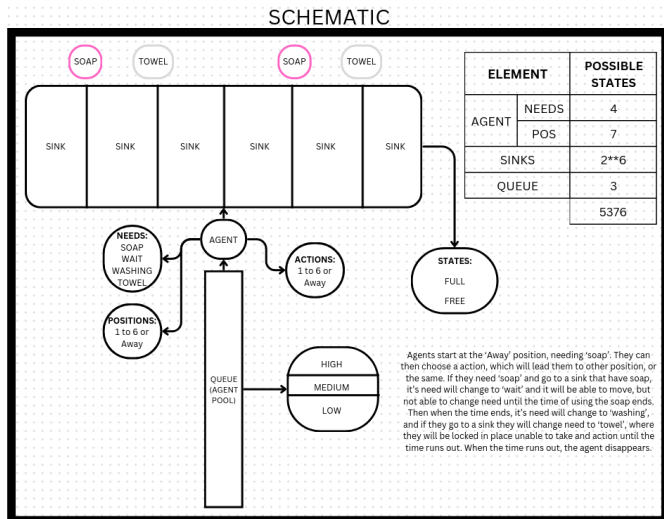 SCHEMATIC
SOAP
TOWEL
SOAP
TOWEL
SINK
SINK
SINK
SINK
SINK
SINK
ELEMENT
POSSIBLE
STATES
AGENT
NEEDS
4
POS
7
SINKS
2**6
QUEUE
3
5376
AGENT
NEEDS:
SOAP
WAIT
WASHING
TOWEL
POSITIONS:
1 to 6 or
Away
ACTIONS:
1 to 6 or
Away
STATES:
FULL
FREE
QUEUE
(AGENT
POOL)
HIGH
MEDIUM
LOW
Agents start at the 'Away' position, needing 'soap'. They can
then choose a action, which will lead them to other position, or
the same. If they need 'soap' and go to a sink that have soap,
it's need will change to 'wait' and it will be able to move, but
not able to change need until the time of using the soap ends.
Then when the time ends, it's need will change to 'washing',
and if they go to a sink they will change need to 'towel', where
they will be locked in place unable to take and action until the
time runs out. When the time runs out, the agent disappears.